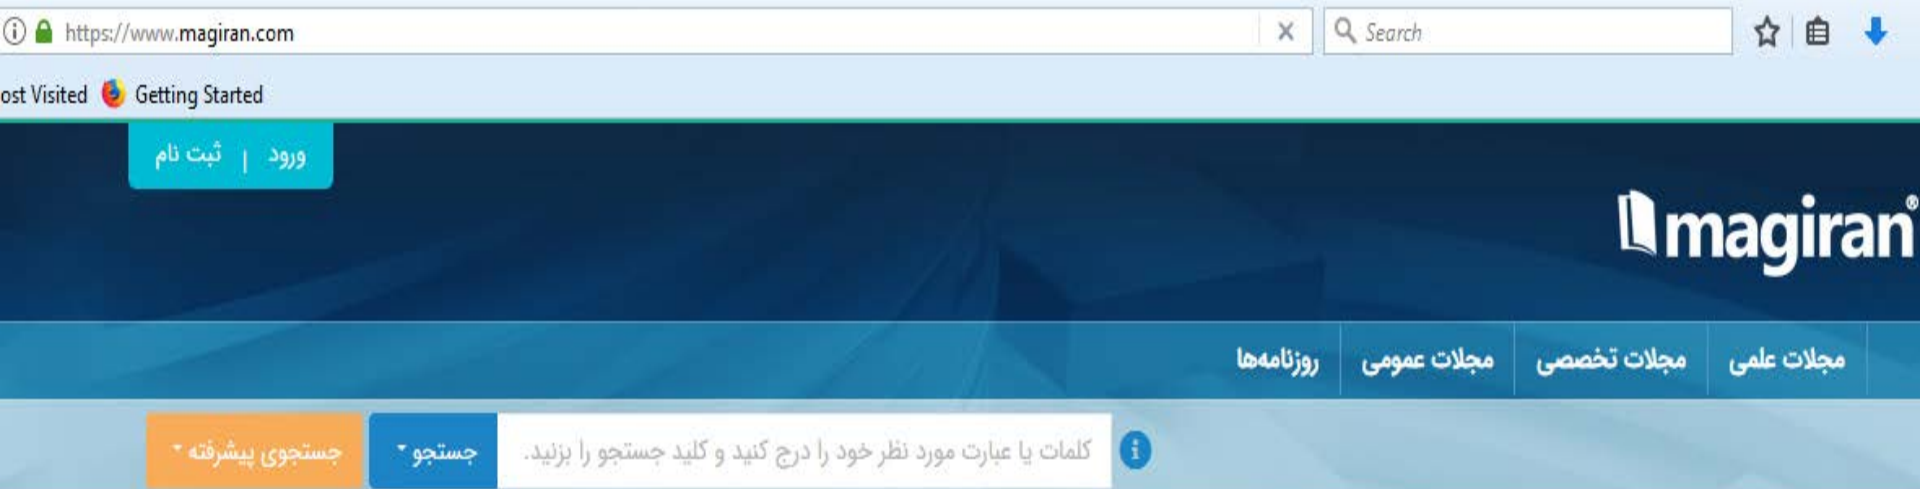 https://www.magiran.com
Search
ost Visited Getting Started
ورود | ثبت نام
magiran®
مجلات علمی مجلات تخصصی مجلات عمومی روزنامه‌ها
کلمات یا عبارت مورد نظر خود را درج کنید و کلید جستجو را بزنید. جستجو جستجوی پیشرفته